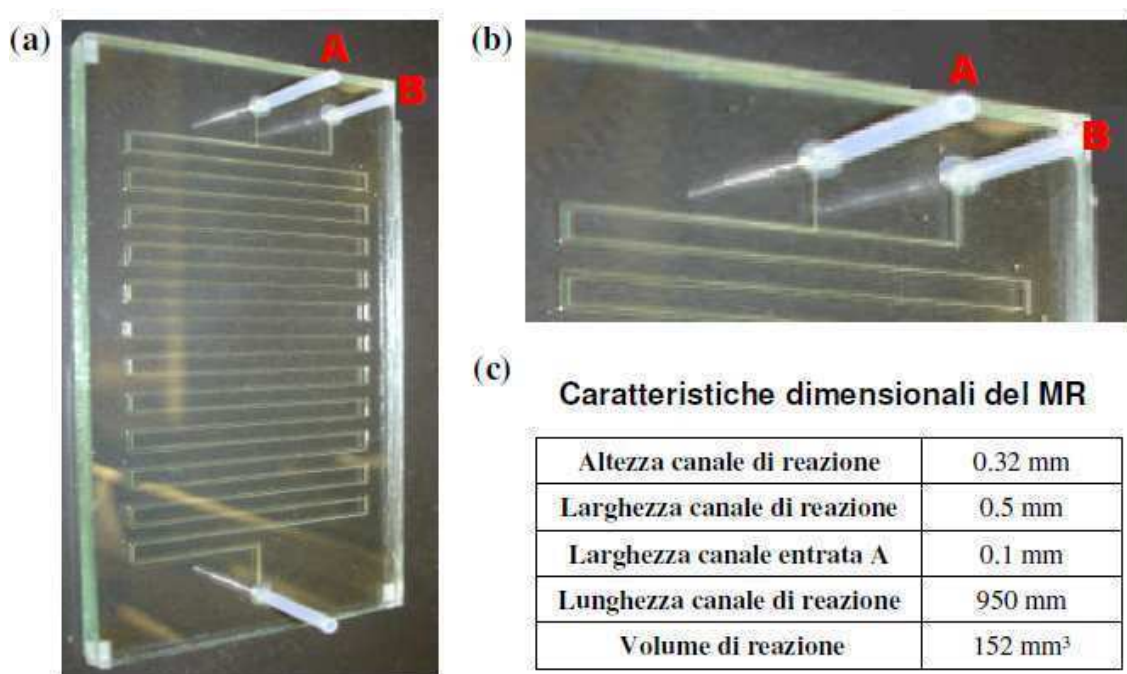 (a)
A
B
(b)
A
B
(c)
Caratteristiche dimensionali del MR
Altezza canale di reazione 0.32 mm
Larghezza canale di reazione 0.5 mm
Larghezza canale entrata A 0.1 mm
Lunghezza canale di reazione 950 mm
Volume di reazione 152 mm³